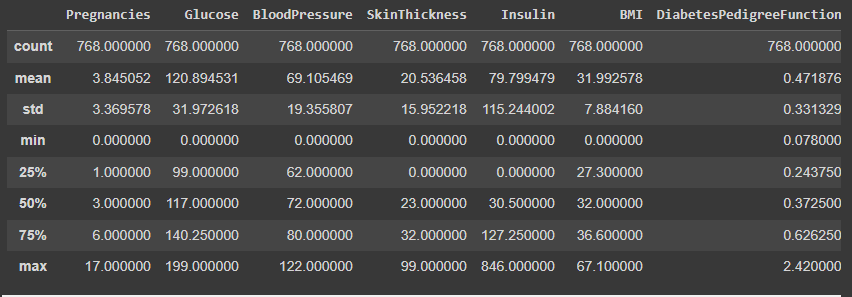 Pregnancies Glucose BloodPressure SkinThickness Insulin BMI DiabetesPedigreeFunction
count 768.000000 768.000000 768.000000 768.000000 768.000000 768.000000 768.000000
mean 3.845052 120.894531 69.105469 20.536458 79.799479 31.992578 0.471876
std 3.369578 31.972618 19.355807 15.952218 115.244002 7.884160 0.331329
min 0.000000 0.000000 0.000000 0.000000 0.000000 0.000000 0.078000
25% 1.000000 99.000000 62.000000 0.000000 0.000000 27.300000 0.243750
50% 3.000000 117.000000 72.000000 23.000000 30.500000 32.000000 0.372500
75% 6.000000 140.250000 80.000000 32.000000 127.250000 36.600000 0.626250
max 17.000000 199.000000 122.000000 99.000000 846.000000 67.100000 2.420000